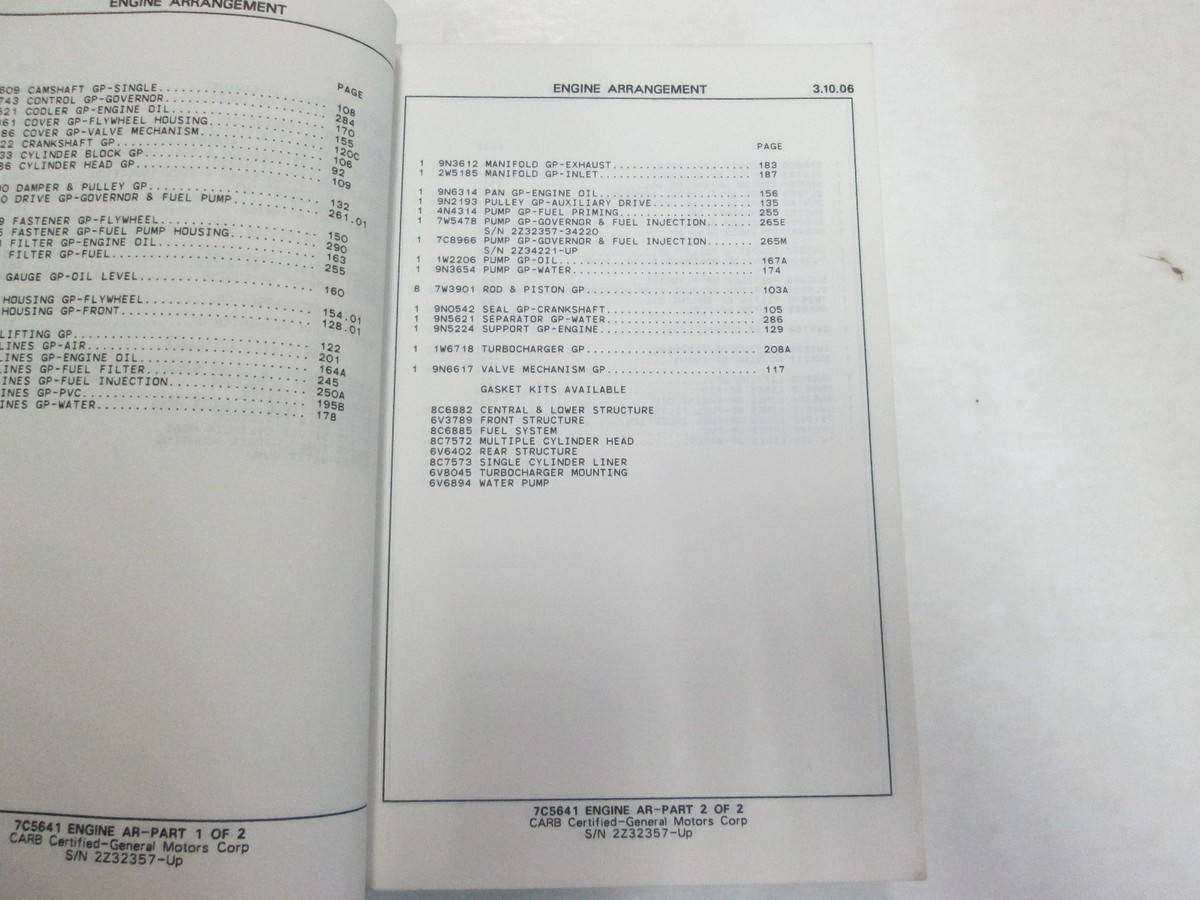 ENGINE ARRANGEMENT
PAGE
609 CAMSHAFT GP-SINGLE........................ 108
743 CONTROL GP-GOVERNOR........................ 284
621 COOLER GP-ENGINE OIL........................ 170
861 COVER GP-FLYWHEEL HOUSING........................ 155
86 COVER GP-VALVE MECHANISM........................ 120C
22 CRANKSHAFT GP........................ 106
33 CYLINDER BLOCK GP........................ 92
86 CYLINDER HEAD GP........................ 109
0 DAMPER & PULLEY GP........................ 132
0 DRIVE GP-GOVERNOR & FUEL PUMP........................ 261.01
9 FASTENER GP-FLYWHEEL........................ 150
FASTENER GP-FUEL PUMP HOUSING........................ 290
FILTER GP-ENGINE OIL........................ 163
FILTER GP-FUEL........................ 255
GAUGE GP-OIL LEVEL........................ 160
HOUSING GP-FLYWHEEL........................ 154.01
HOUSING GP-FRONT........................ 128.01
LIFTING GP........................ 122
LINES GP-AIR........................ 201
LINES GP-ENGINE OIL........................ 164A
LINES GP-FUEL FILTER........................ 245
INES GP-FUEL INJECTION........................ 250A
INES GP-PVC........................ 195B
INES GP-WATER........................ 178
7C5641 ENGINE AR-PART 1 OF 2
CARB Certified-General Motors Corp
S/N 2Z32357-Up
ENGINE ARRANGEMENT 3.10.06
PAGE
1 9N3612 MANIFOLD GP-EXHAUST.................... 183
1 2W5185 MANIFOLD GP-INLET.................... 187
1 9N6314 PAN GP-ENGINE OIL.................... 156
1 9N2193 PULLEY GP-AUXILIARY DRIVE.............. 135
1 4N4314 PUMP GP-FUEL PRIMING................... 255
1 7W5478 PUMP GP-GOVERNOR & FUEL INJECTION....... 265E
S/N 2Z32357-34220
1 7C8966 PUMP GP-GOVERNOR & FUEL INJECTION....... 265M
S/N 2Z34221-UP
1 1W2206 PUMP GP-OIL............................ 167A
1 9N3654 PUMP GP-WATER.......................... 174
8 7W3901 ROD & PISTON GP........................ 103A
1 9N0542 SEAL GP-CRANKSHAFT..................... 105
1 9N5621 SEPARATOR GP-WATER..................... 286
1 9N5224 SUPPORT GP-ENGINE...................... 129
1 1W6718 TURBOCHARGER GP........................ 208A
1 9N6617 VALVE MECHANISM GP..................... 117
GASKET KITS AVAILABLE
8C6882 CENTRAL & LOWER STRUCTURE
6V3789 FRONT STRUCTURE
8C6885 FUEL SYSTEM
8C7572 MULTIPLE CYLINDER HEAD
6V6402 REAR STRUCTURE
8C7573 SINGLE CYLINDER LINER
6V8045 TURBOCHARGER MOUNTING
6V6894 WATER PUMP
7C5641 ENGINE AR-PART 2 OF 2
CARB Certified-General Motors Corp
S/N 2Z32357-Up